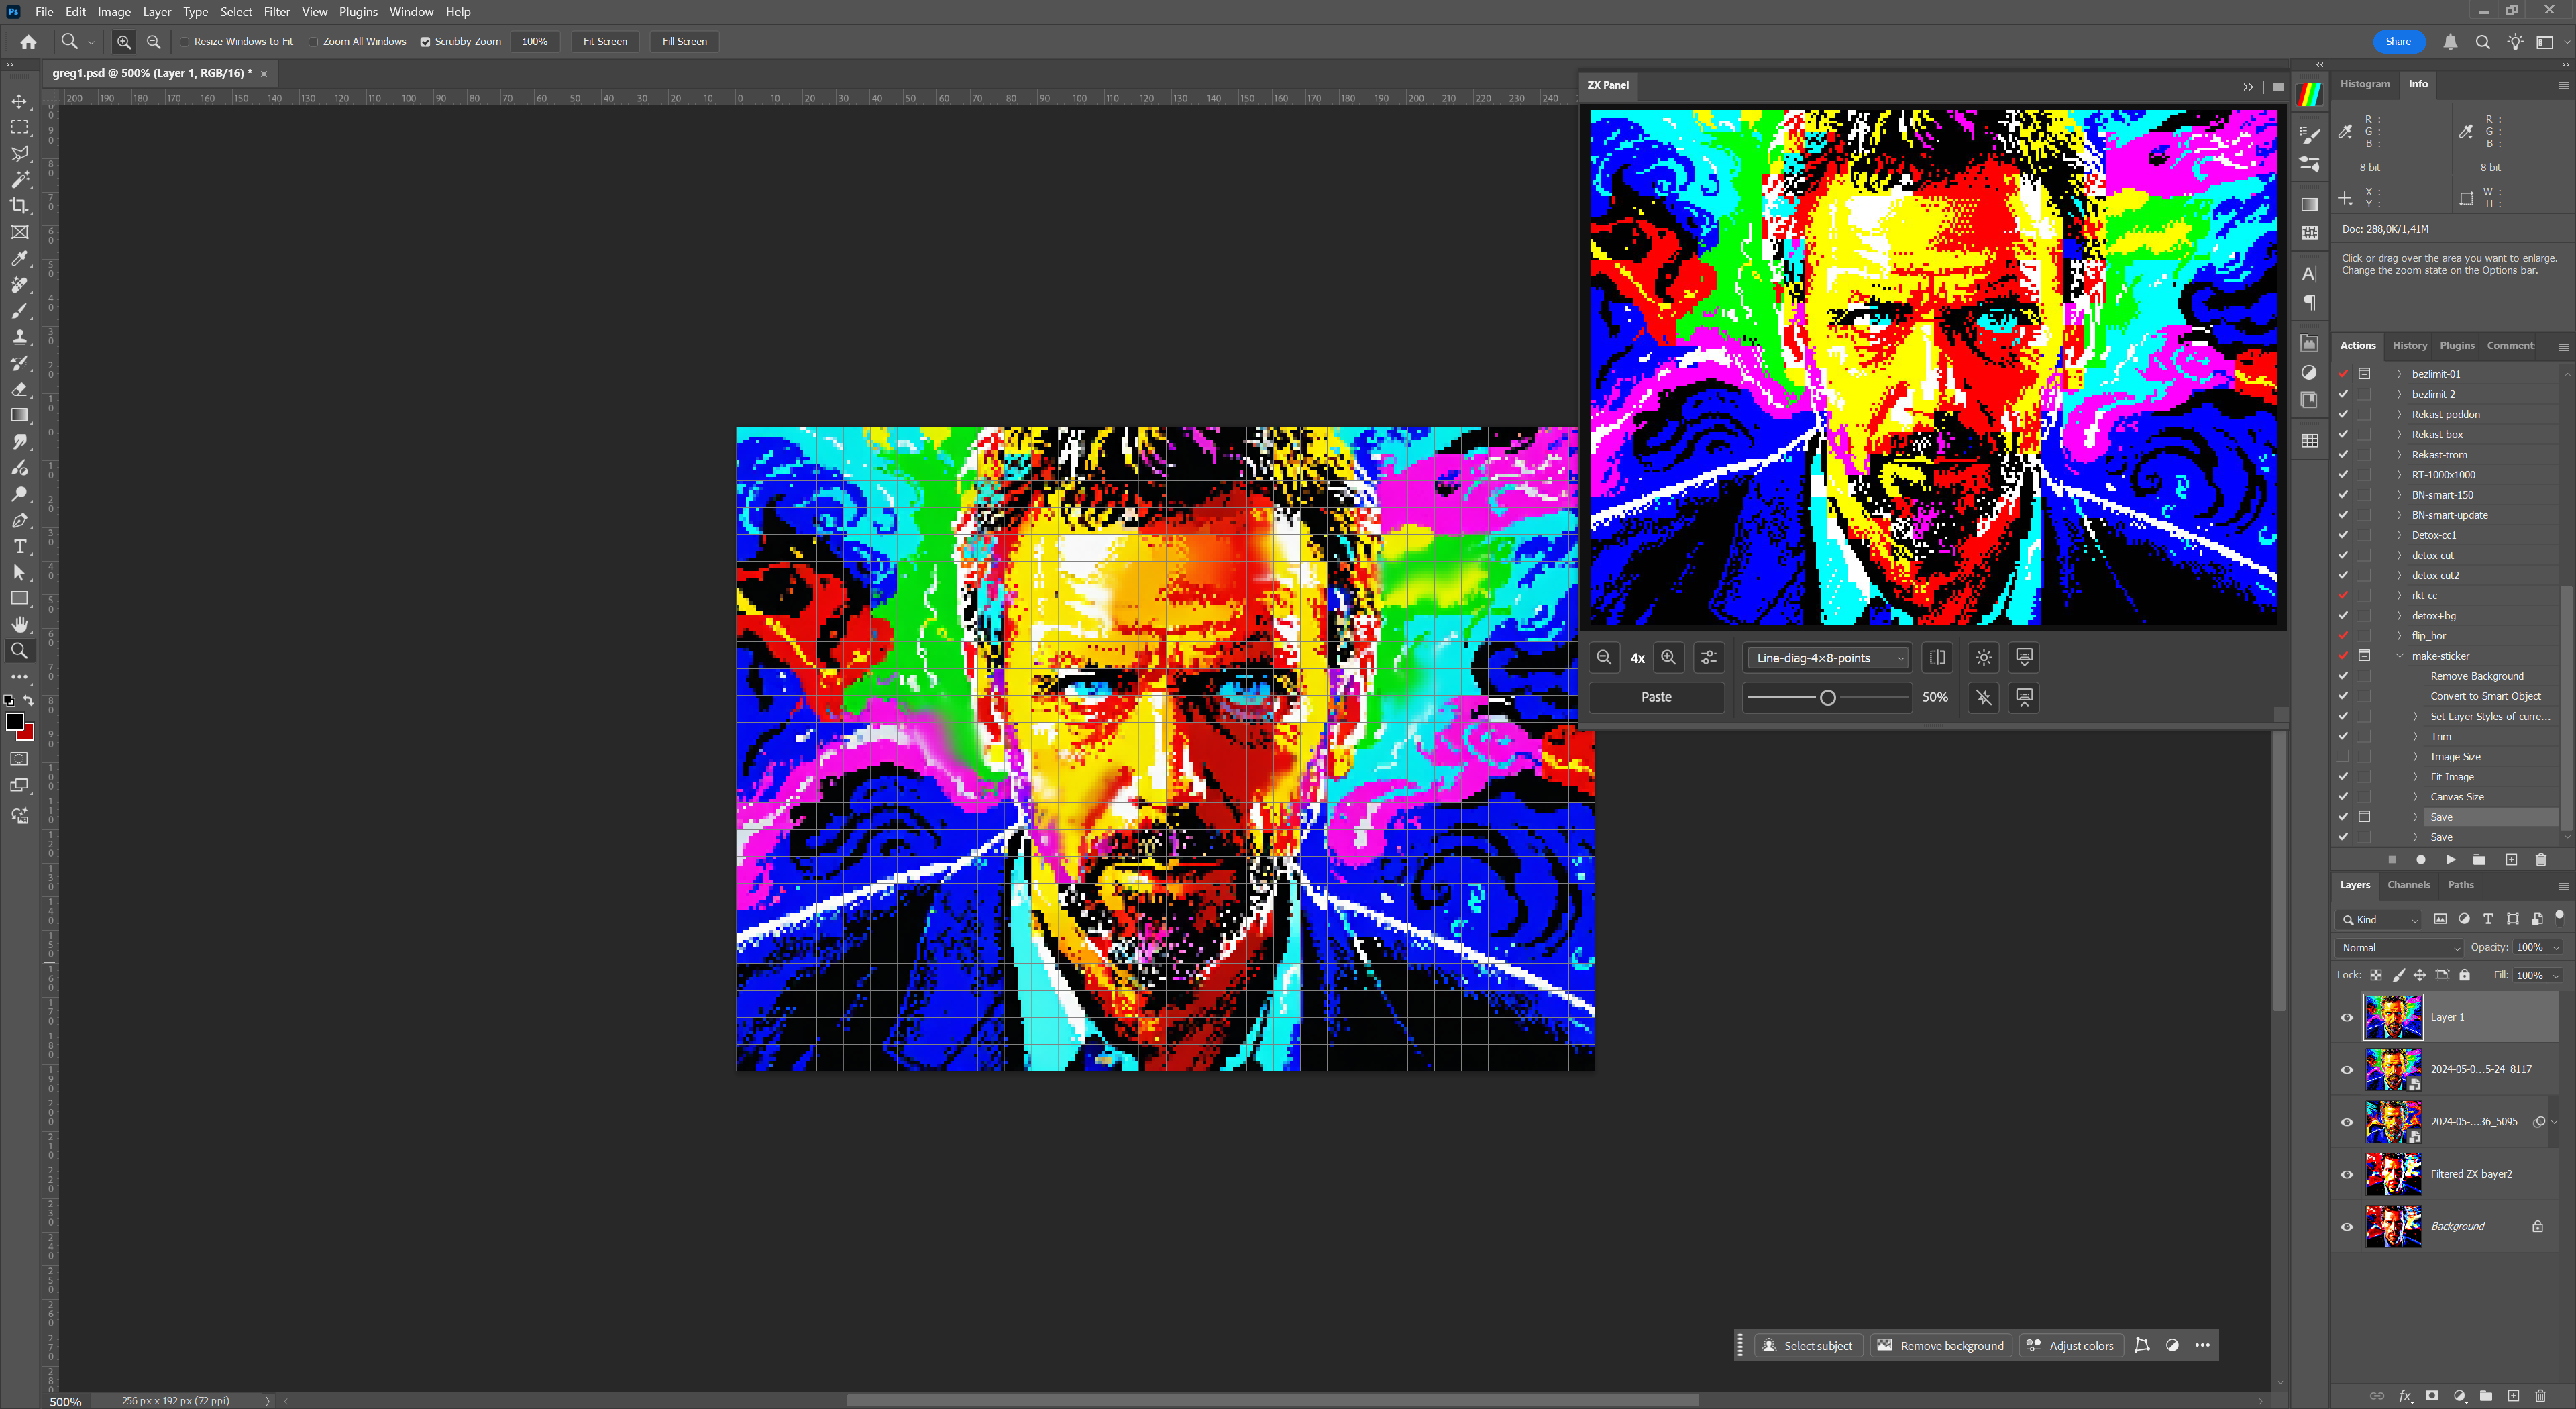 Ps File Edit Image Layer Type Select Filter View Plugins Window Help
Resize Windows to Fit Zoom All Windows Scrubby Zoom 100% Fit Screen Fill Screen Share
greg1.psd @ 500% (Layer 1, RGB/16) * ×
200 190 180 170 160 150 140 130 120 110 100 90 80 70 60 50 40 30 20 10 0 10 20 30 40 50 60 70 80 90 100 110 120 130 140 150 160 170 180 190 200 210 220 230 240
ZX Panel
4x Line-diag-4×8-points
Paste 50%
Histogram Info
R : R :
G : G :
B : B :
8-bit 8-bit
X : W :
Y : H :
Doc: 288,0K/1,41M
Click or drag over the area you want to enlarge.
Change the zoom state on the Options bar.
Actions History Plugins Comment
bezlimit-01
bezlimit-2
Rekast-poddon
Rekast-box
Rekast-trom
RT-1000x1000
BN-smart-150
BN-smart-update
Detox-cc1
detox-cut
detox-cut2
rkt-cc
detox+bg
flip_hor
make-sticker
Remove Background
Convert to Smart Object
Set Layer Styles of curre...
Trim
Image Size
Fit Image
Canvas Size
Save
Save
Layers Channels Paths
Kind
Normal Opacity: 100%
Lock: Fill: 100%
Layer 1
2024-05-0...5-24_8117
2024-05-...36_5095
Filtered ZX bayer2
Background
Select subject Remove background Adjust colors
500% 256 px x 192 px (72 ppi)